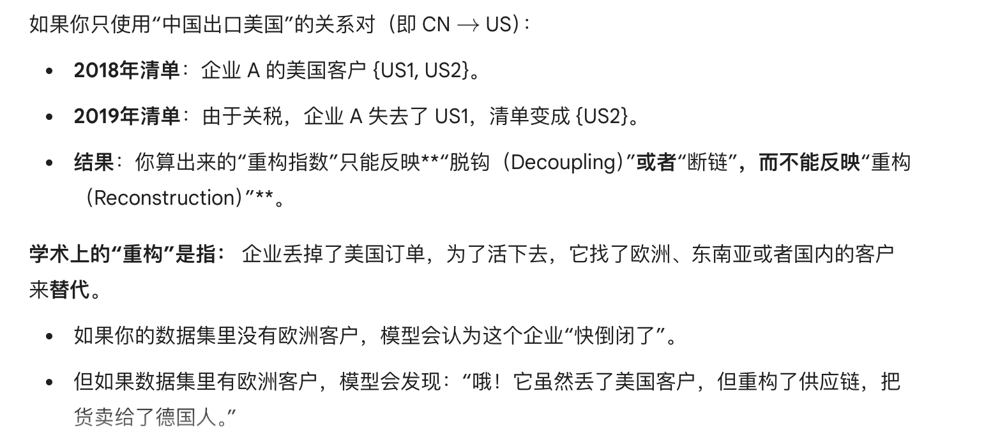 如果你只使用“中国出口美国”的关系对（即 CN → US）：
• 2018年清单：企业 A 的美国客户 {US1, US2}。
• 2019年清单：由于关税，企业 A 失去了 US1，清单变成 {US2}。
• 结果：你算出来的“重构指数”只能反映**“脱钩（Decoupling）”或者“断链”，而不能反映“重构
（Reconstruction）”**。
学术上的“重构”是指： 企业丢掉了美国订单，为了活下去，它找了欧洲、东南亚或者国内的客户
来替代。
• 如果你的数据集里没有欧洲客户，模型会认为这个企业“快倒闭了”。
• 但如果数据集里有欧洲客户，模型会发现：“哦！它虽然丢了美国客户，但重构了供应链，把
货卖给了德国人。”